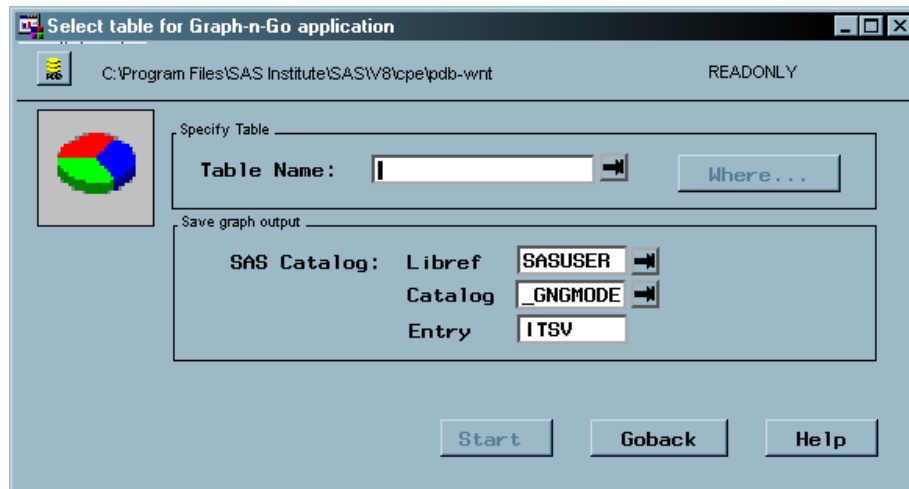 Select table for Graph-n-Go application
PDB C:\Program Files\SAS Institute\SAS\V8\cpe\pdb-wnt READONLY
Specify Table
Table Name: Where...
Save graph output
SAS Catalog: Libref SASUSER
Catalog _GNGMODE
Entry ITSV
Start Goback Help